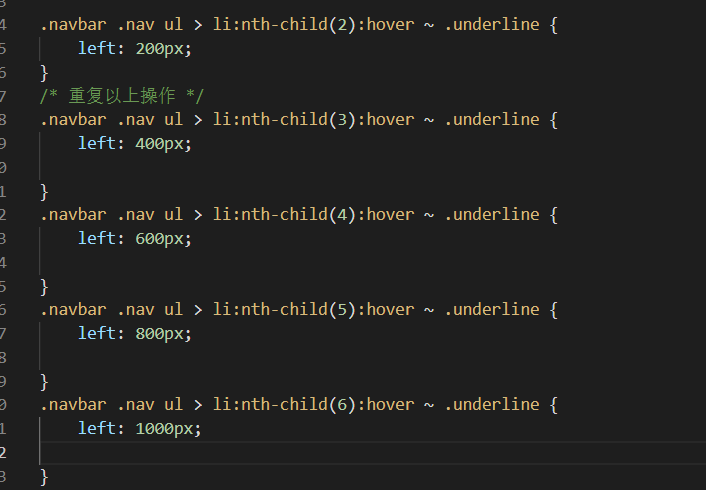 3
4 .navbar .nav ul > li:nth-child(2):hover ~ .underline {
5 left: 200px;
6 }
7 /* 重复以上操作 */
8 .navbar .nav ul > li:nth-child(3):hover ~ .underline {
9 left: 400px;
0
1 }
2 .navbar .nav ul > li:nth-child(4):hover ~ .underline {
3 left: 600px;
4
5 }
6 .navbar .nav ul > li:nth-child(5):hover ~ .underline {
7 left: 800px;
8
9 }
0 .navbar .nav ul > li:nth-child(6):hover ~ .underline {
1 left: 1000px;
2
3 }